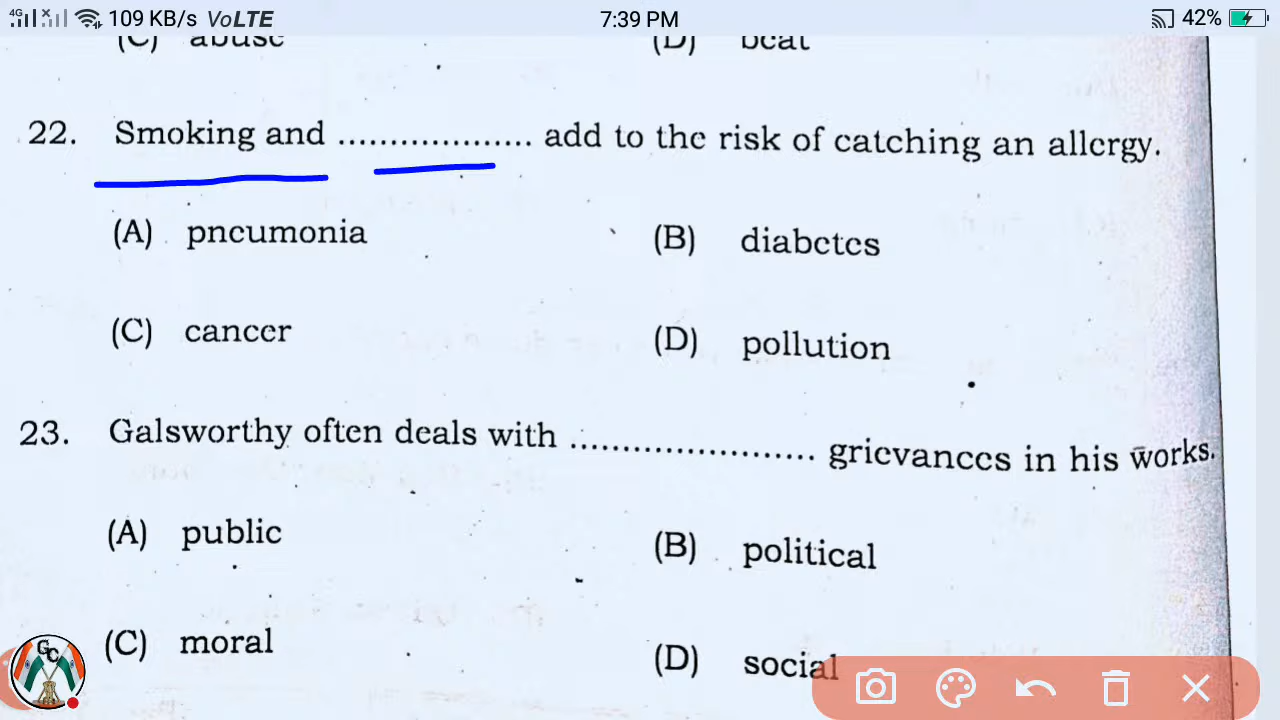 4G 109 KB/s VoLTE 7:39 PM 42%
(C) abuse (D) beat
22. Smoking and .................. add to the risk of catching an allergy.
(A) pneumonia (B) diabetes
(C) cancer (D) pollution
23. Galsworthy often deals with ....................... grievances in his works.
(A) public (B) political
(C) moral (D) social
GC